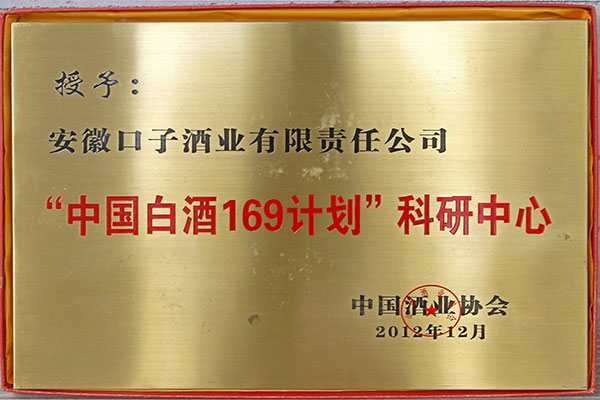 授予：
安徽口子酒业有限责任公司
“中国白酒169计划”科研中心
中国酒业协会
2012年12月